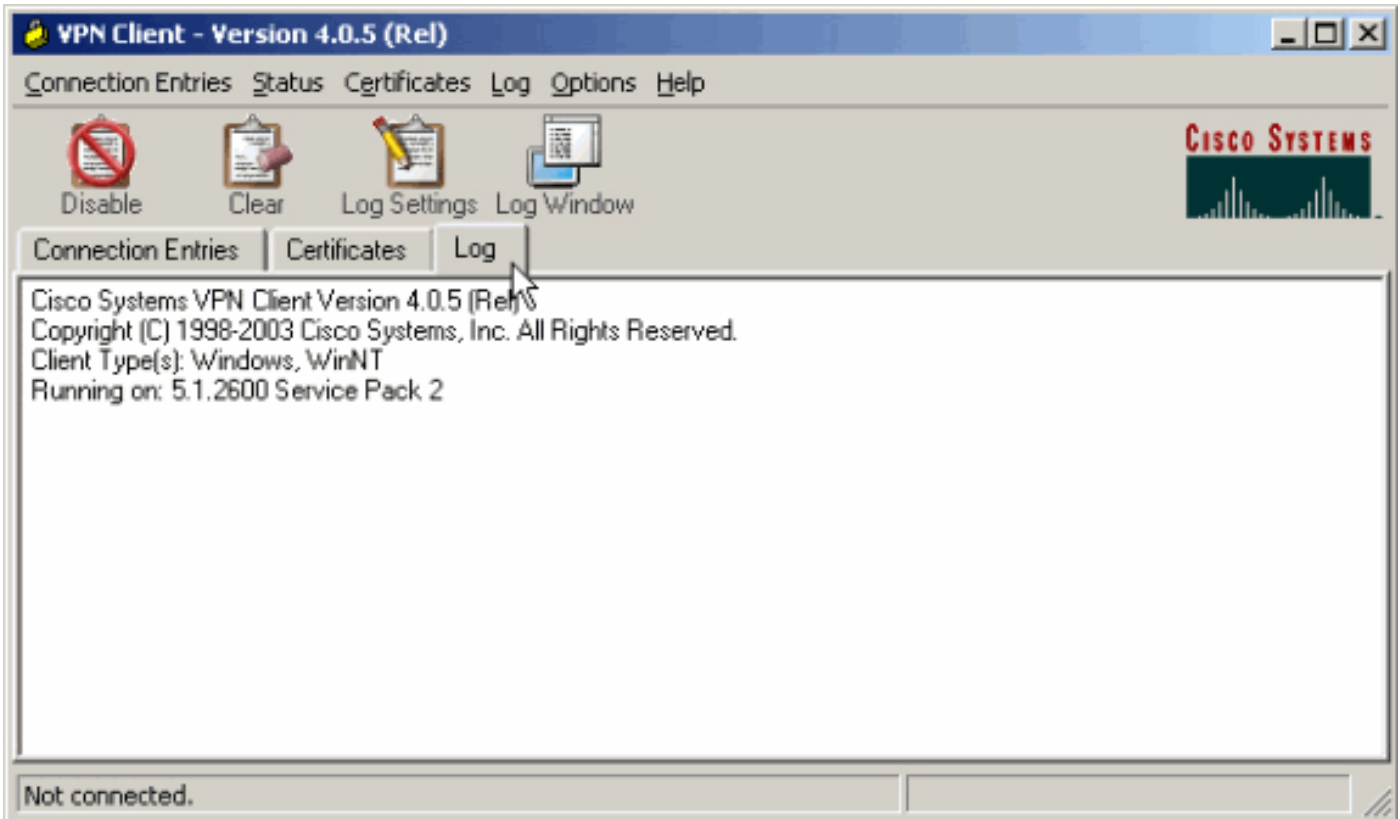 VPN Client - Version 4.0.5 (Rel)
Connection Entries Status Certificates Log Options Help
Disable Clear Log Settings Log Window
CISCO SYSTEMS
Connection Entries Certificates Log
Cisco Systems VPN Client Version 4.0.5 (Rel)
Copyright (C) 1998-2003 Cisco Systems, Inc. All Rights Reserved.
Client Type(s): Windows, WinNT
Running on: 5.1.2600 Service Pack 2
Not connected.